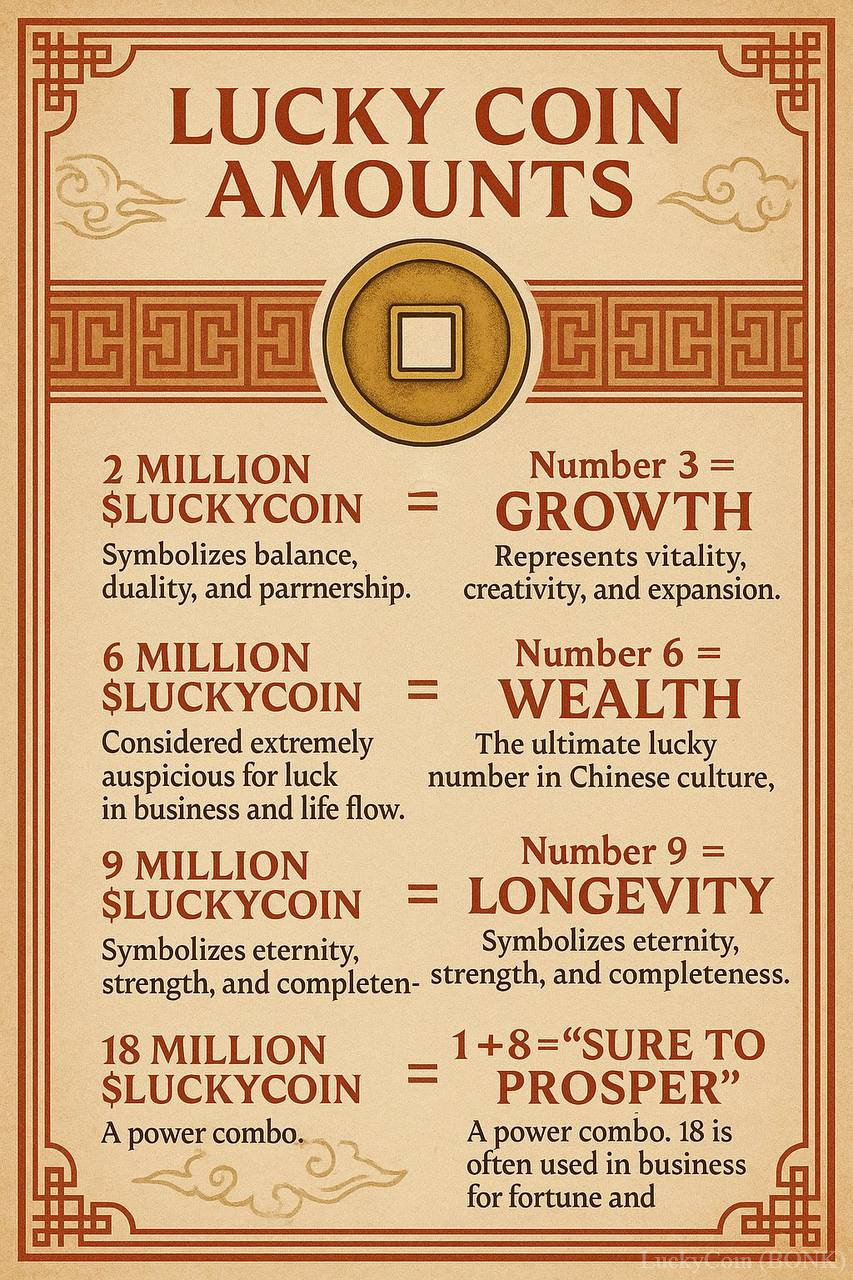 LUCKY COIN
AMOUNTS
2 MILLION
$LUCKYCOIN
=
Number 3 =
GROWTH
Symbolizes balance,
duality, and parrnership.
Represents vitality,
creativity, and expansion.
6 MILLION
$LUCKYCOIN
=
Number 6 =
WEALTH
Considered extremely
auspicious for luck
in business and life flow.
The ultimate lucky
number in Chinese culture,
9 MILLION
$LUCKYCOIN
=
Number 9 =
LONGEVITY
Symbolizes eternity,
strength, and completen-
Symbolizes eternity,
strength, and completeness.
18 MILLION
$LUCKYCOIN
=
1+8=“SURE TO
PROSPER”
A power combo.
A power combo. 18 is
often used in business
for fortune and
LuckyCoin (BONK)